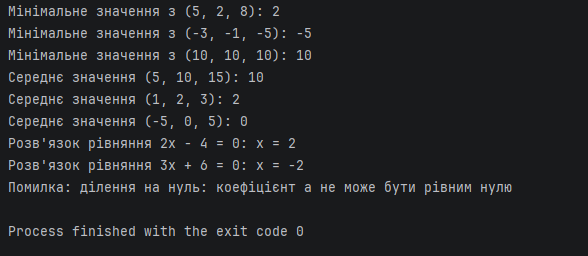 Мінімальне значення з (5, 2, 8): 2
Мінімальне значення з (-3, -1, -5): -5
Мінімальне значення з (10, 10, 10): 10
Середнє значення (5, 10, 15): 10
Середнє значення (1, 2, 3): 2
Середнє значення (-5, 0, 5): 0
Розв'язок рівняння 2x - 4 = 0: x = 2
Розв'язок рівняння 3x + 6 = 0: x = -2
Помилка: ділення на нуль: коефіцієнт a не може бути рівним нулю
Process finished with the exit code 0